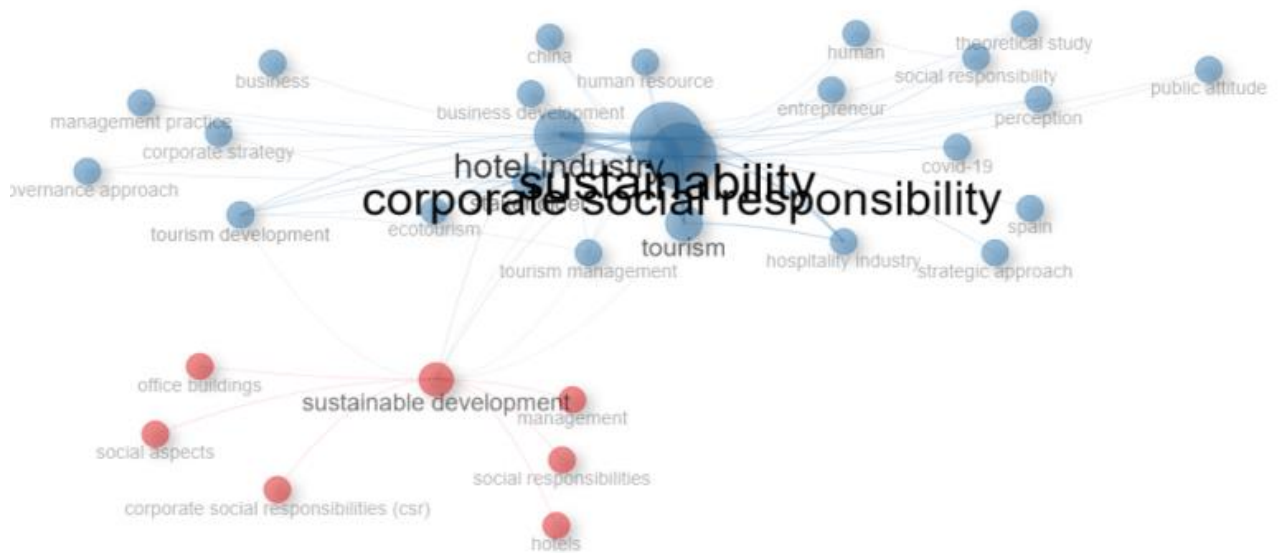 theoretical study
human
china
social responsibility
human resource
business
public attitude
entrepreneur
business development
perception
management practice
corporate strategy
hotel industry
covid-19
sustainability
overnance approach
corporate social responsibility
spain
ecotourism
tourism development
tourism
hospitality industry
tourism management
strategic approach
office buildings
sustainable development
management
social aspects
social responsibilities
corporate social responsibilities (csr)
hotels